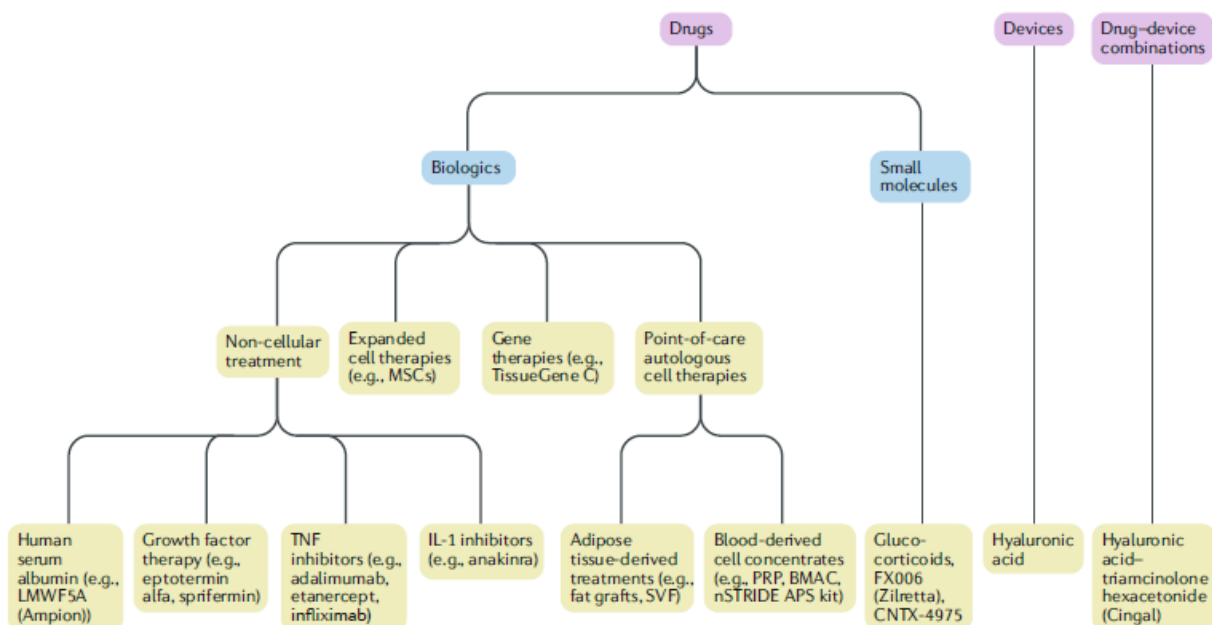 Drugs
Devices
Drug–device
combinations
Biologics
Small
molecules
Non-cellular
treatment
Expanded
cell therapies
(e.g., MSCs)
Gene
therapies (e.g.,
TissueGene C)
Point-of-care
autologous
cell therapies
Human
serum
albumin (e.g.,
LMWF5A
(Ampion))
Growth factor
therapy (e.g.,
eptotermin
alfa, sprifermin)
TNF
inhibitors (e.g.,
adalimumab,
etanercept,
infliximab)
IL-1 inhibitors
(e.g., anakinra)
Adipose
tissue-derived
treatments (e.g.,
fat grafts, SVF)
Blood-derived
cell concentrates
(e.g., PRP, BMAC,
nSTRIDE APS kit)
Gluco-
corticoids,
FX006
(Zilretta),
CNTX-4975
Hyaluronic
acid
Hyaluronic
acid–
triamcinolone
hexacetonide
(Cingal)